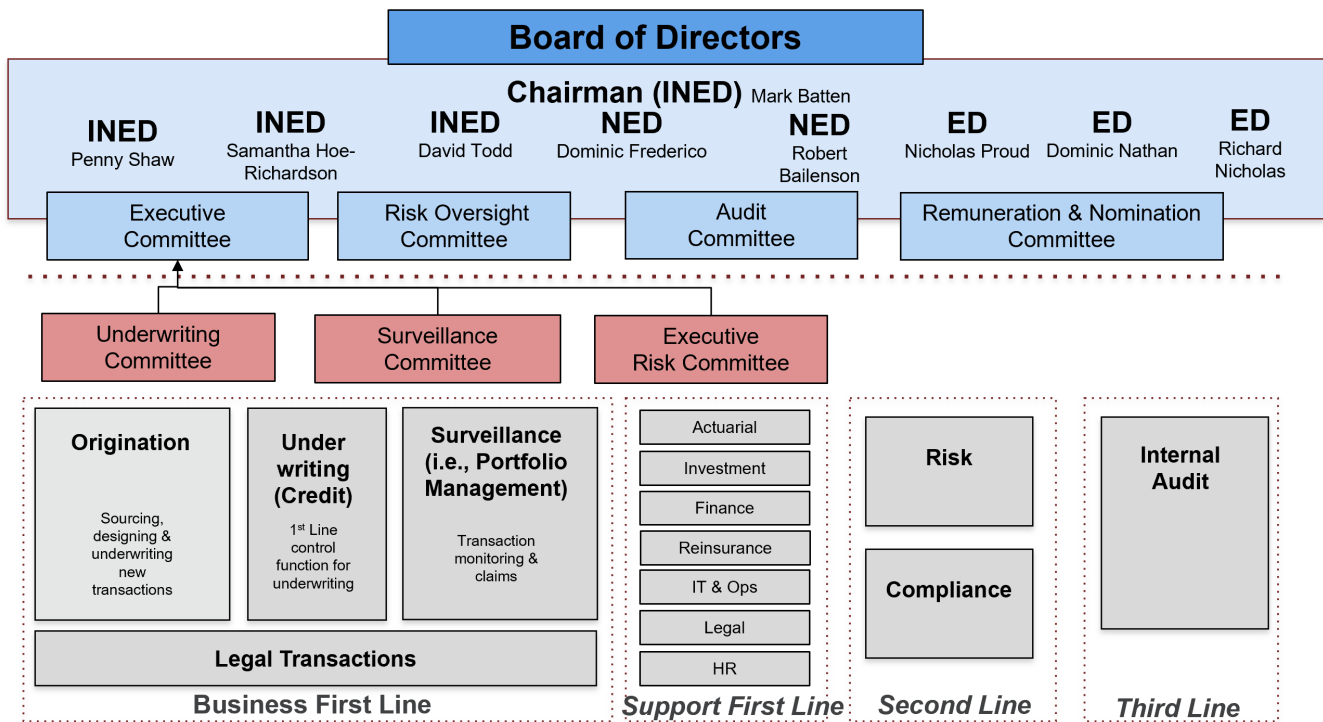 Board of Directors
Chairman (INED) Mark Batten
INED
Penny Shaw
INED
Samantha Hoe-
Richardson
INED
David Todd
NED
Dominic Frederico
NED
Robert
Bailenson
ED
Nicholas Proud
ED
Dominic Nathan
ED
Richard
Nicholas
Executive
Committee
Risk Oversight
Committee
Audit
Committee
Remuneration & Nomination
Committee
Underwriting
Committee
Surveillance
Committee
Executive
Risk Committee
Origination
Sourcing,
designing &
underwriting
new
transactions
Under
writing
(Credit)
1st Line
control
function for
underwriting
Surveillance
(i.e., Portfolio
Management)
Transaction
monitoring &
claims
Legal Transactions
Business First Line
Actuarial
Investment
Finance
Reinsurance
IT & Ops
Legal
HR
Support First Line
Risk
Compliance
Second Line
Internal
Audit
Third Line